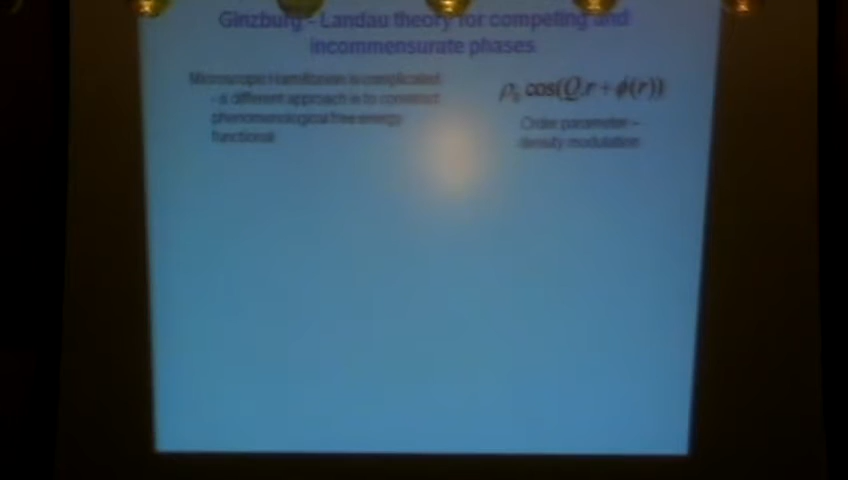 Ginzburg - Landau theory for competing and
incommensurate phases
Microscopic Hamiltonian is complicated
- a different approach is to construct
phenomenological free energy
functional
ρ₀ cos(Q.r + ϕ(r))
Order parameter –
density modulation